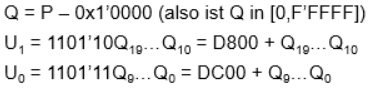 Q = P – 0x1'0000 (also ist Q in [0,F'FFFF])
U₁ = 1101'10Q₁₉…Q₁₀ = D800 + Q₁₉…Q₁₀
U₀ = 1101'11Q₉…Q₀ = DC00 + Q₉…Q₀